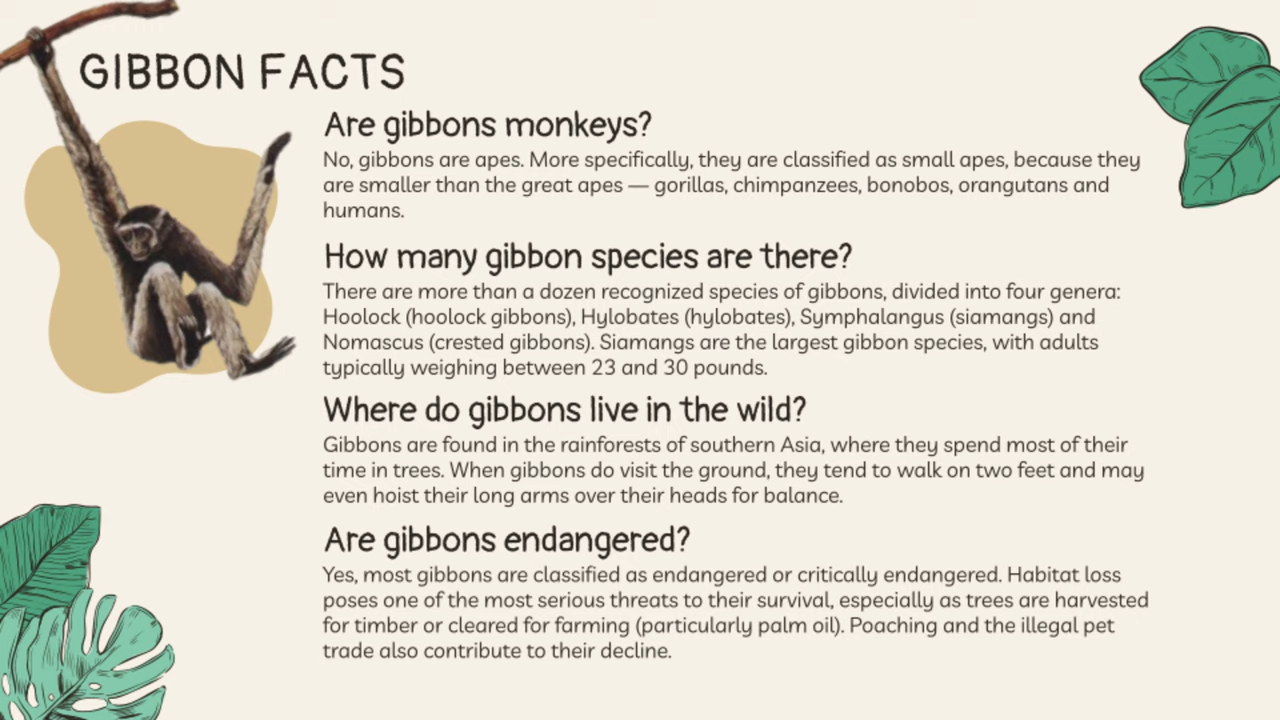 GIBBON FACTS
Are gibbons monkeys?
No, gibbons are apes. More specifically, they are classified as small apes, because they
are smaller than the great apes — gorillas, chimpanzees, bonobos, orangutans and
humans.
How many gibbon species are there?
There are more than a dozen recognized species of gibbons, divided into four genera:
Hoolock (hoolock gibbons), Hylobates (hylobates), Symphalangus (siamangs) and
Nomascus (crested gibbons). Siamangs are the largest gibbon species, with adults
typically weighing between 23 and 30 pounds.
Where do gibbons live in the wild?
Gibbons are found in the rainforests of southern Asia, where they spend most of their
time in trees. When gibbons do visit the ground, they tend to walk on two feet and may
even hoist their long arms over their heads for balance.
Are gibbons endangered?
Yes, most gibbons are classified as endangered or critically endangered. Habitat loss
poses one of the most serious threats to their survival, especially as trees are harvested
for timber or cleared for farming (particularly palm oil). Poaching and the illegal pet
trade also contribute to their decline.